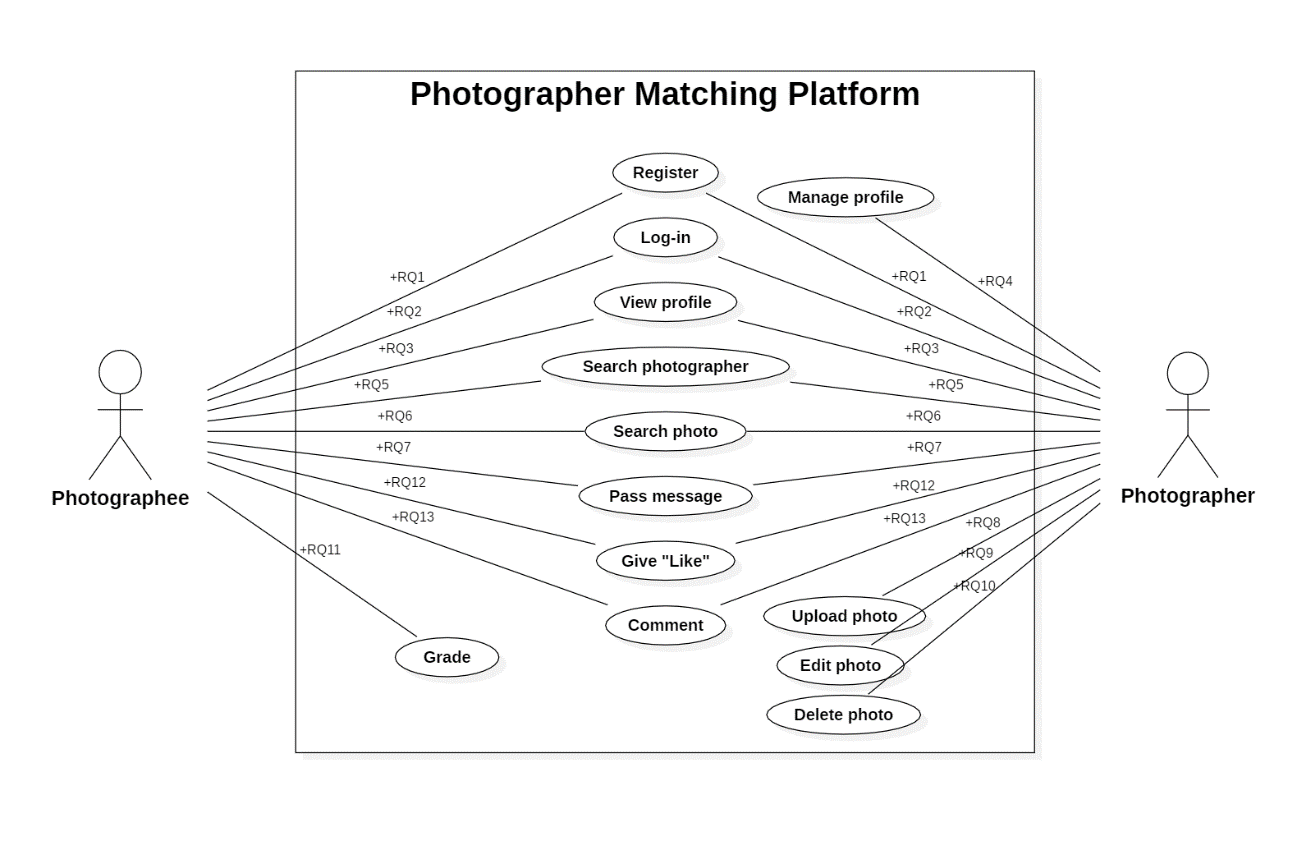 Photographer Matching Platform
Register
Manage profile
Log-in
+RQ1
+RQ1
+RQ4
View profile
+RQ2
+RQ2
+RQ3
+RQ3
Search photographer
+RQ5
+RQ5
+RQ6
+RQ6
Search photo
+RQ7
+RQ7
+RQ12
+RQ12
Pass message
Photographee
Photographer
+RQ13
+RQ13
+RQ8
+RQ11
+RQ9
Give "Like"
+RQ10
Upload photo
Comment
Grade
Edit photo
Delete photo